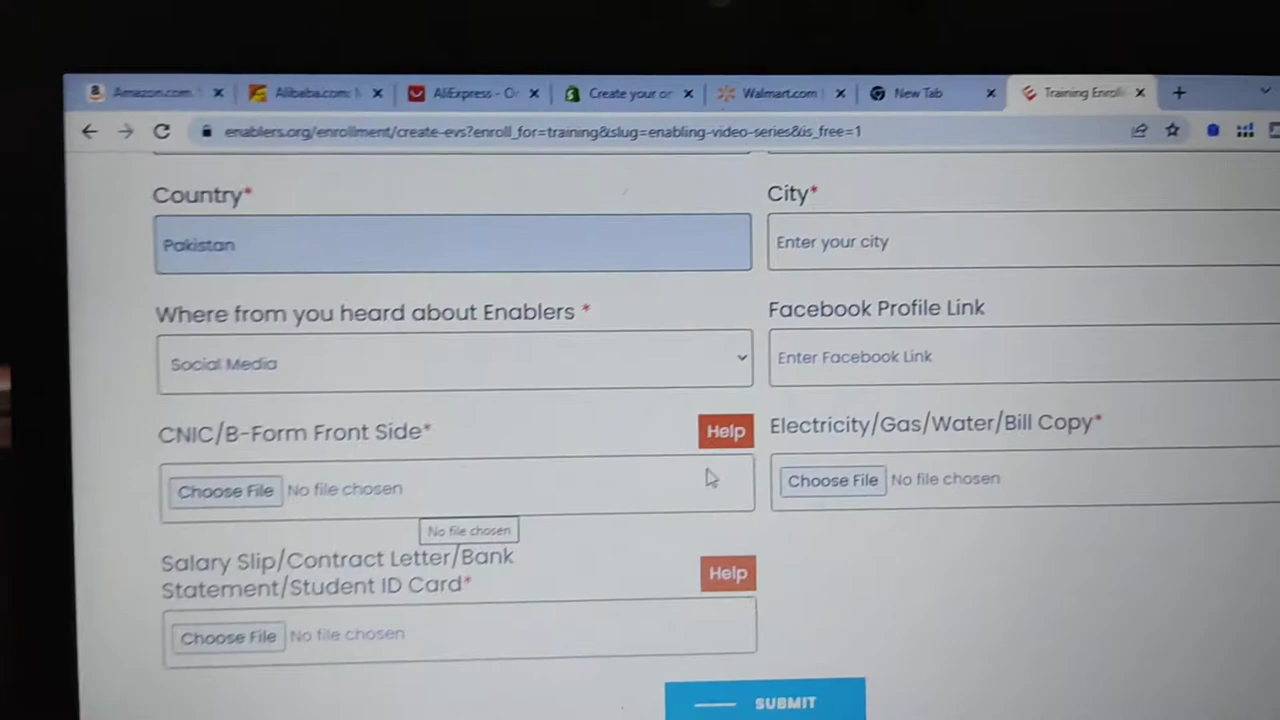 Amazon.com.
Alibaba.com: M
AliExpress - O
Create your or
Walmart.com
New Tab
Training Enroll
enablers.org/enrollment/create-evs?enroll_for=training&slug=enabling-video-series&is_free=1
Country*
City*
Pakistan
Enter your city
Where from you heard about Enablers *
Facebook Profile Link
Social Media
Enter Facebook Link
CNIC/B-Form Front Side*
Help
Electricity/Gas/Water/Bill Copy*
Choose File No file chosen
Choose File No file chosen
No file chosen
Salary Slip/Contract Letter/Bank
Statement/Student ID Card*
Help
Choose File No file chosen
SUBMIT